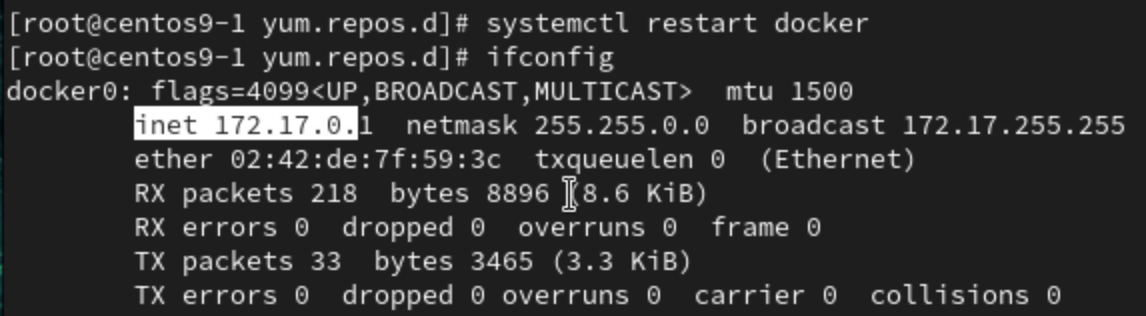 [root@centos9-1 yum.repos.d]# systemctl restart docker
[root@centos9-1 yum.repos.d]# ifconfig
docker0: flags=4099<UP,BROADCAST,MULTICAST>  mtu 1500
        inet 172.17.0.1  netmask 255.255.0.0  broadcast 172.17.255.255
        ether 02:42:de:7f:59:3c  txqueuelen 0  (Ethernet)
        RX packets 218  bytes 8896 (8.6 KiB)
        RX errors 0  dropped 0  overruns 0  frame 0
        TX packets 33  bytes 3465 (3.3 KiB)
        TX errors 0  dropped 0 overruns 0  carrier 0  collisions 0